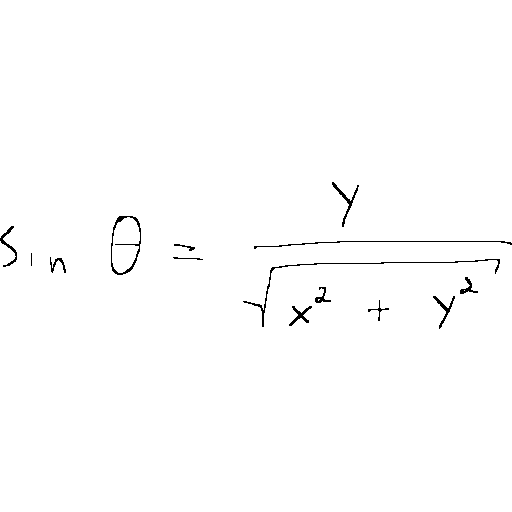 sin θ = y / √(x² + y²)